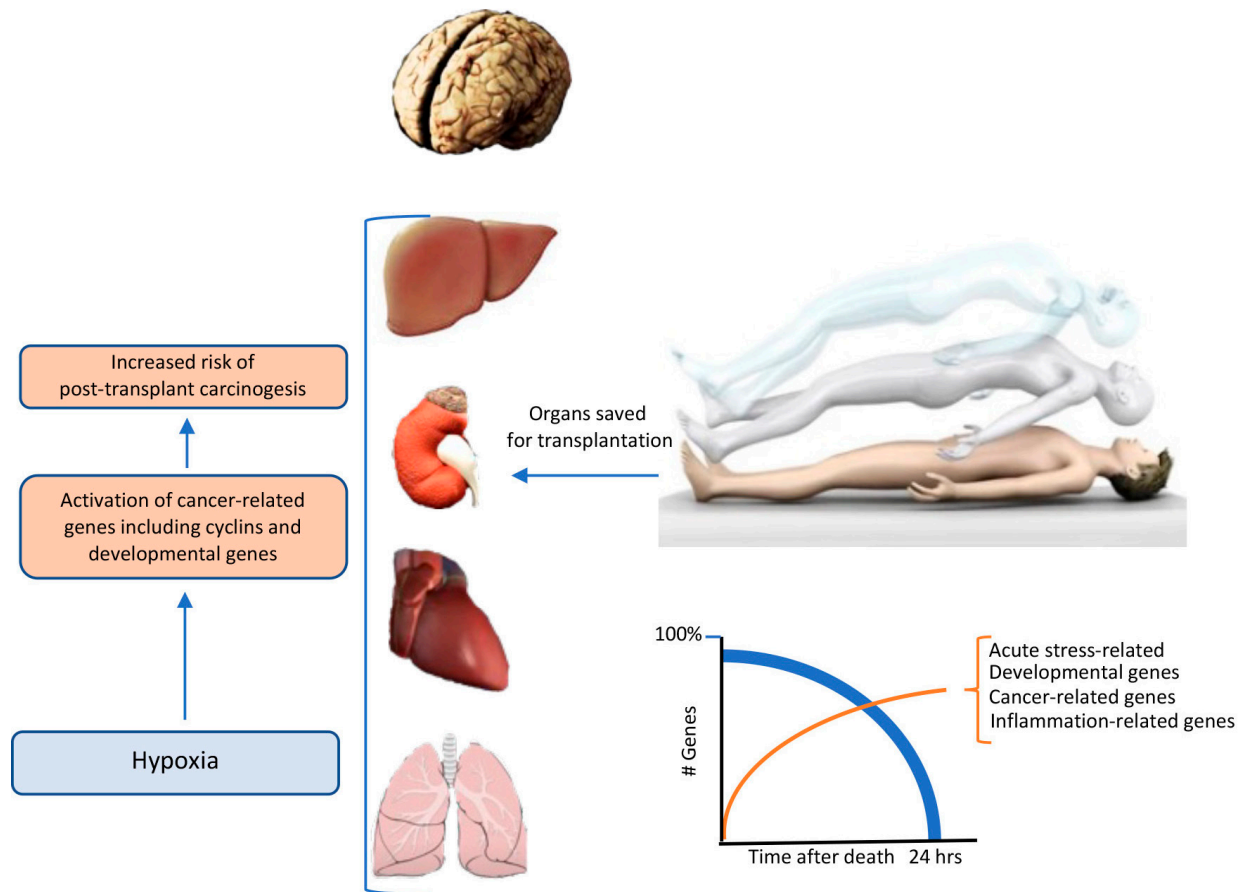 Increased risk of
post-transplant carcinogesis
Activation of cancer-related
genes including cyclins and
developmental genes
Hypoxia
Organs saved
for transplantation
100%
# Genes
Acute stress-related
Developmental genes
Cancer-related genes
Inflammation-related genes
Time after death 24 hrs